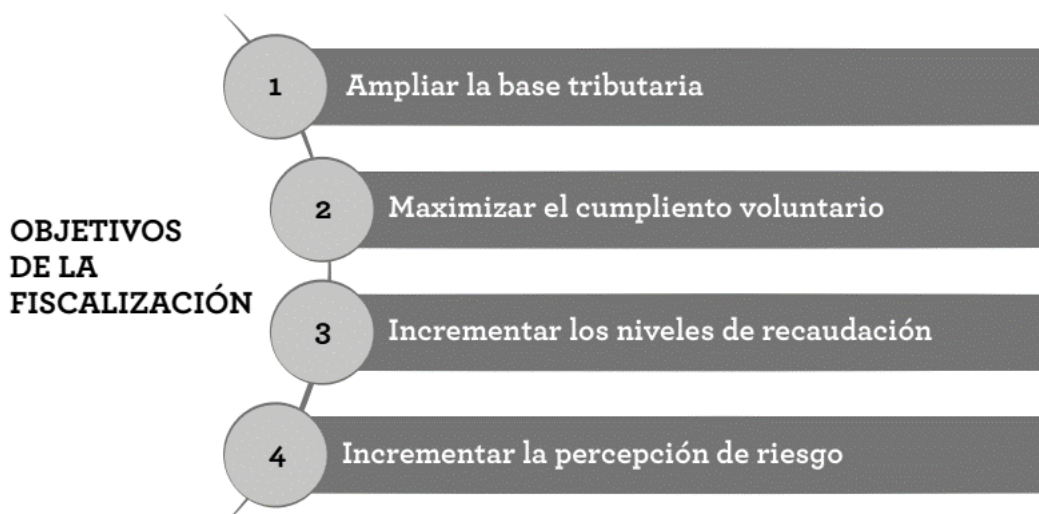 OBJETIVOS
DE LA
FISCALIZACIÓN
1
Ampliar la base tributaria
2
Maximizar el cumpliento voluntario
3
Incrementar los niveles de recaudación
4
Incrementar la percepción de riesgo